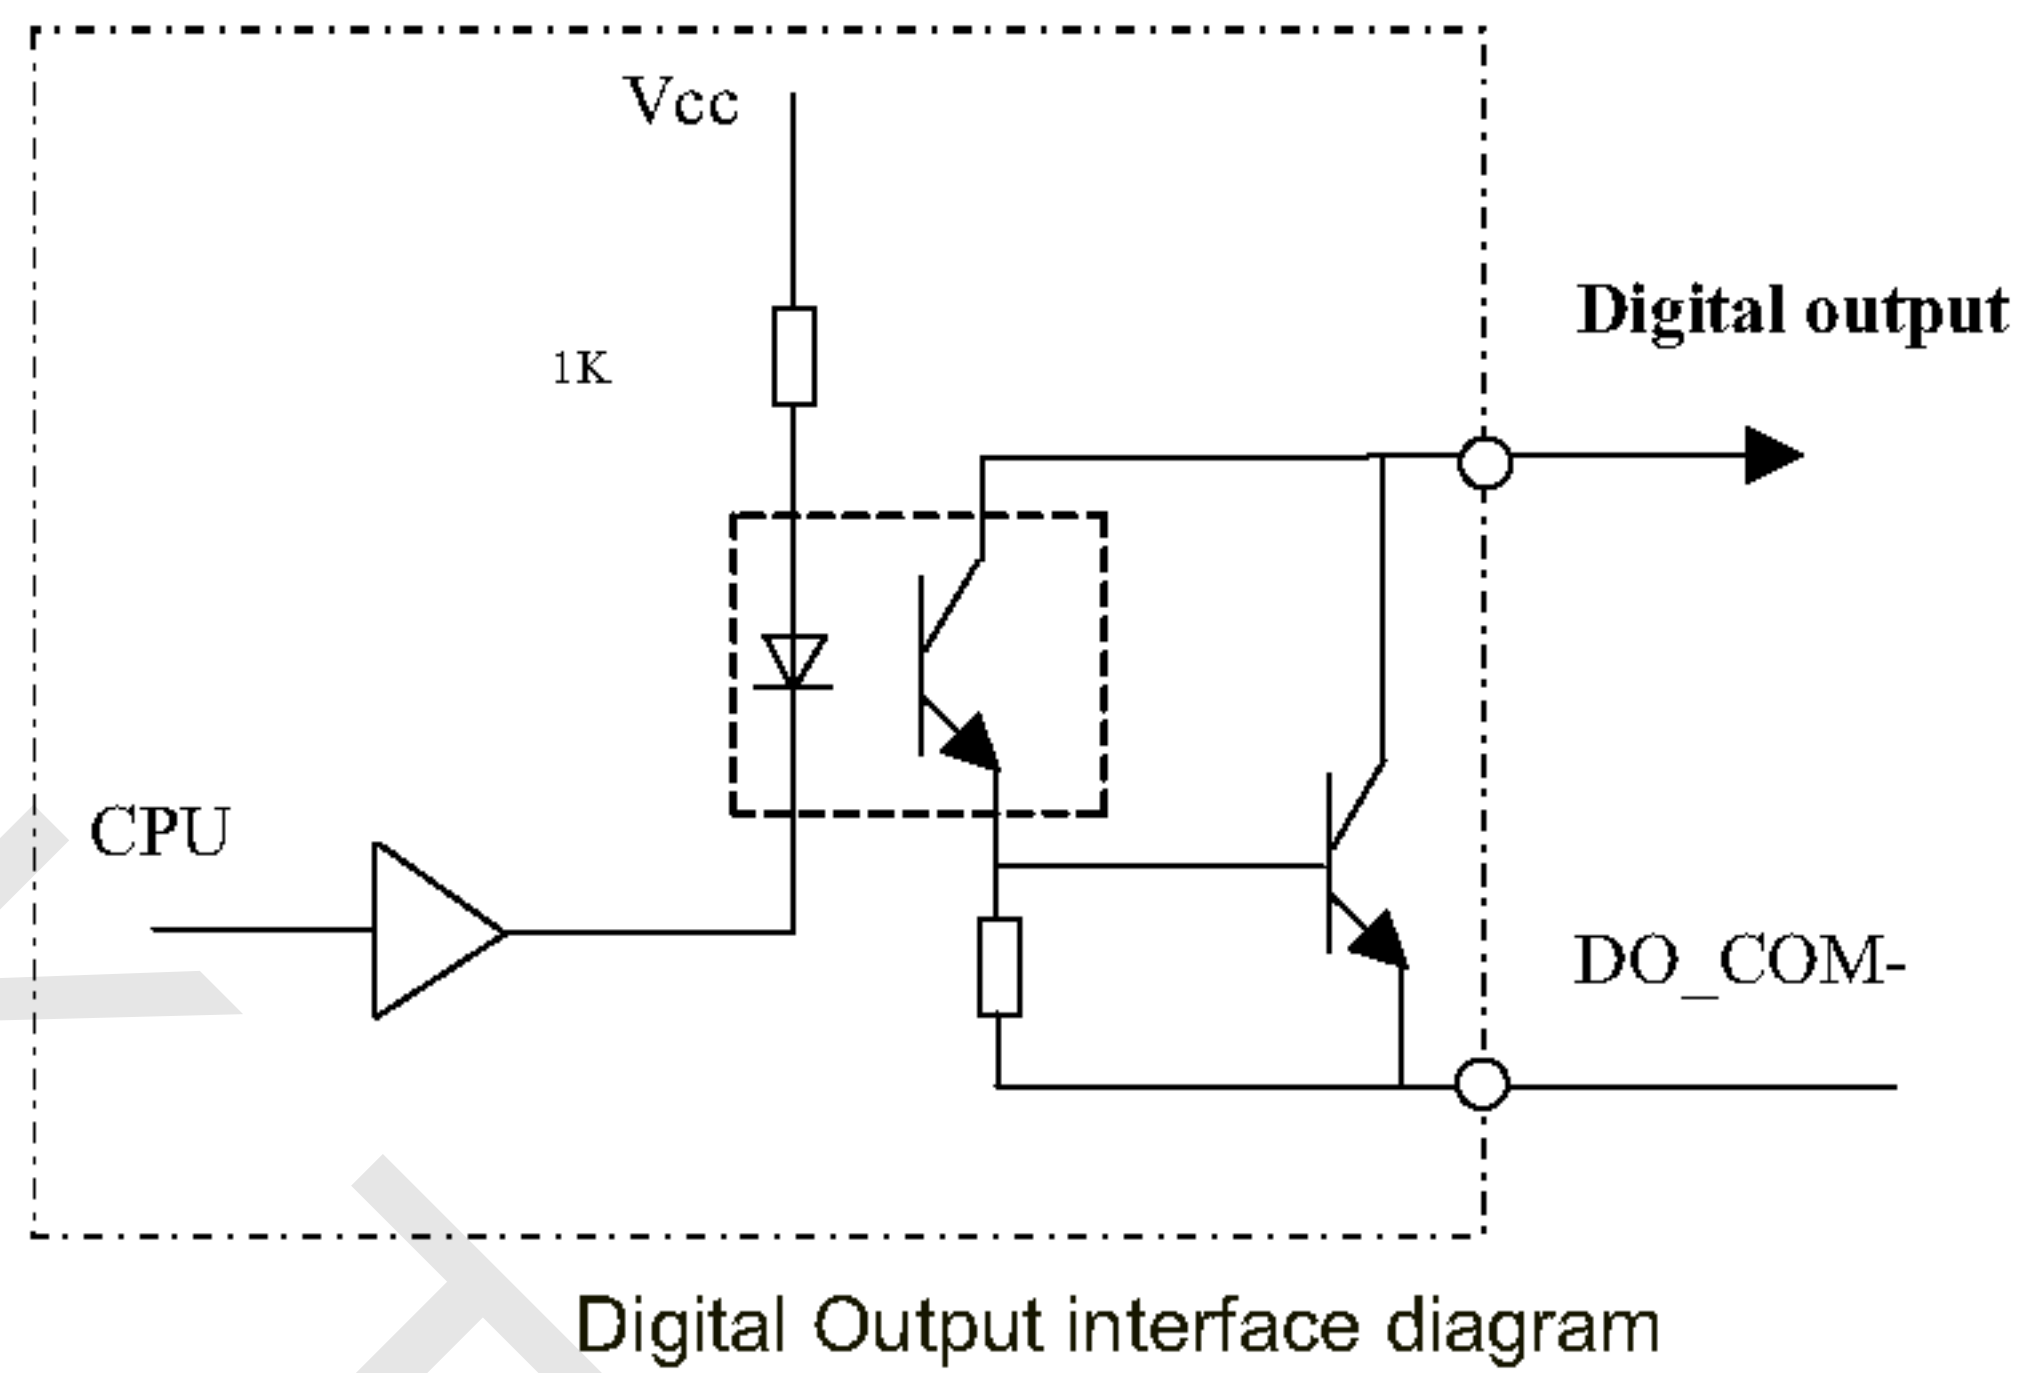 Vcc
Digital output
1K
CPU
DO_COM-
Digital Output interface diagram